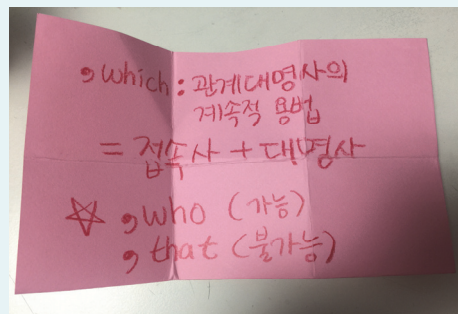 , which : 관계대명사의
계속적 용법
= 접속사 + 대명사
☆ , who (가능)
, that (불가능)